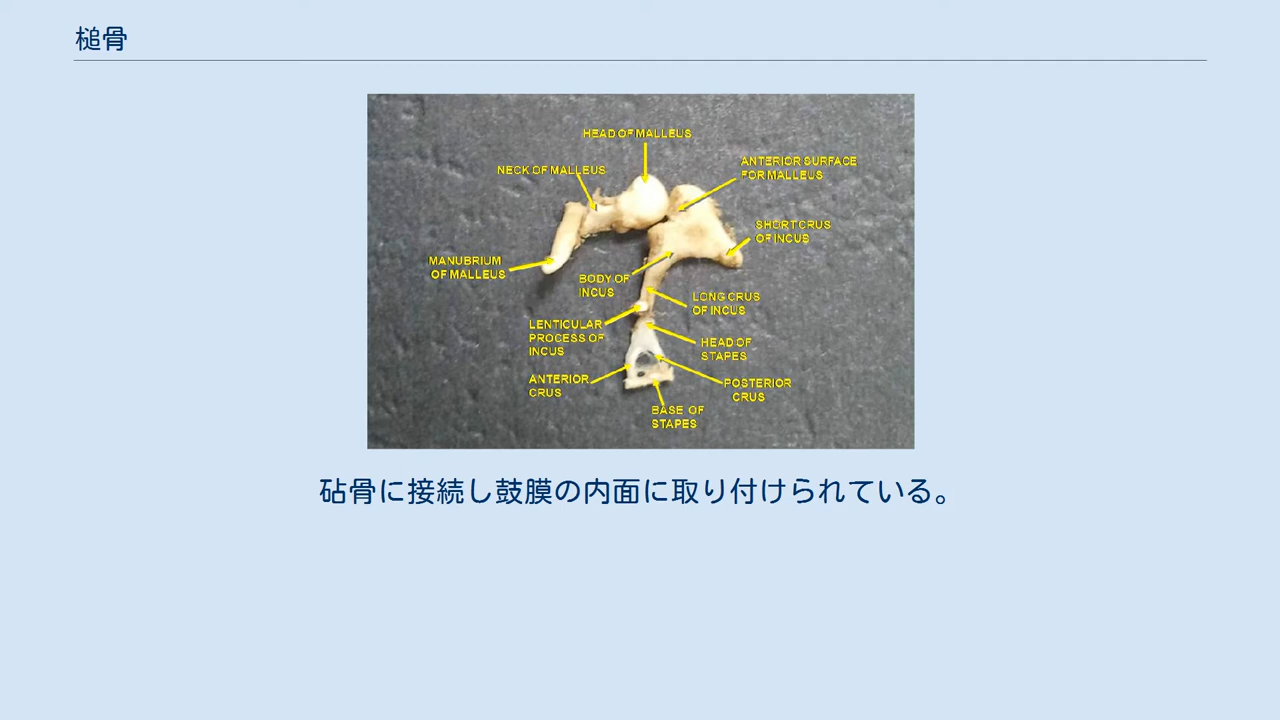 槌骨
HEAD OF MALLEUS
NECK OF MALLEUS
ANTERIOR SURFACE
FOR MALLEUS
SHORT CRUS
OF INCUS
MANUBRIUM
OF MALLEUS
BODY OF
INCUS
LONG CRUS
OF INCUS
LENTICULAR
PROCESS OF
INCUS
HEAD OF
STAPES
ANTERIOR
CRUS
POSTERIOR
CRUS
BASE OF
STAPES
砧骨に接続し鼓膜の内面に取り付けられている。